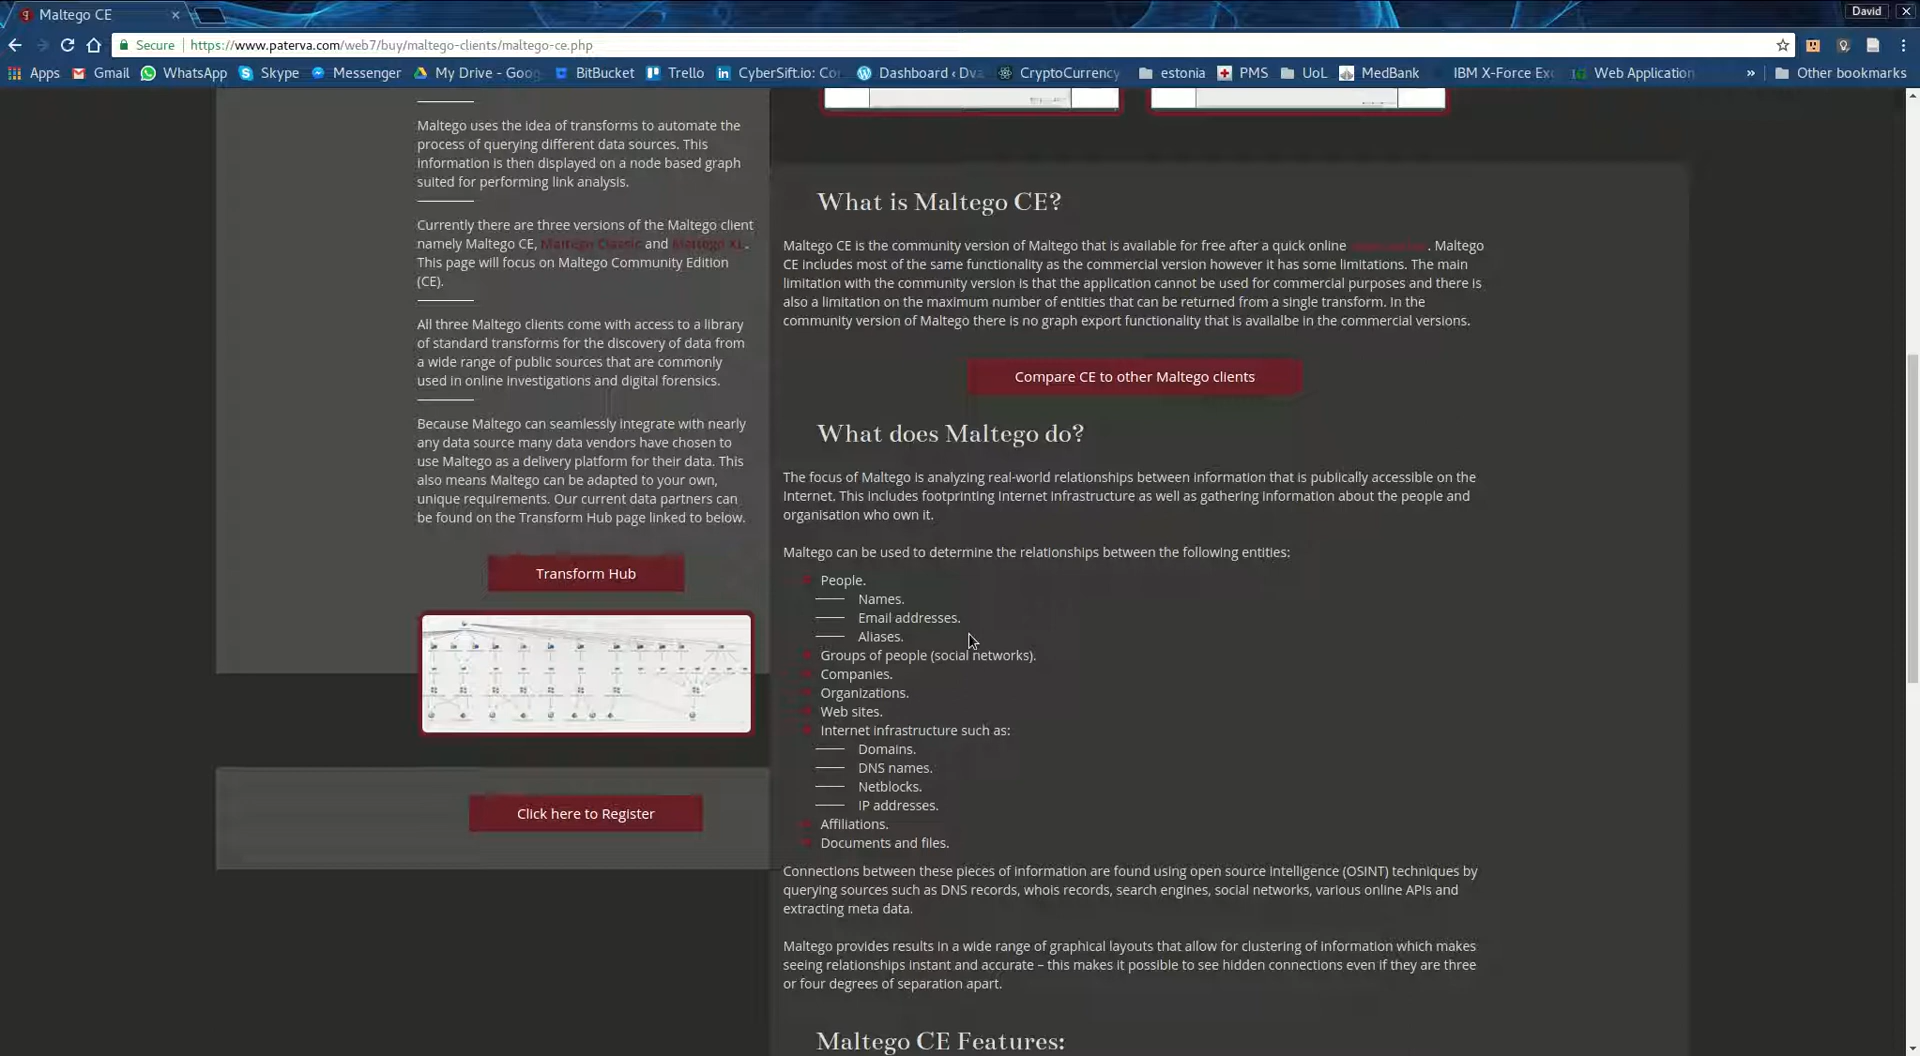 Maltego CE
David
Secure
https://www.paterva.com/web7/buy/maltego-clients/maltego-ce.php
Apps
Gmail
WhatsApp
Skype
Messenger
My Drive - Goog
BitBucket
Trello
CyberSift.io: Co
Dashboard ‹ Dva
CryptoCurrency
estonia
PMS
UoL
MedBank
IBM X-Force Exc
Web Application
»
Other bookmarks
Maltego uses the idea of transforms to automate the
process of querying different data sources. This
information is then displayed on a node based graph
suited for performing link analysis.
Currently there are three versions of the Maltego client
namely Maltego CE, Maltego Classic and Maltego XL.
This page will focus on Maltego Community Edition
(CE).
All three Maltego clients come with access to a library
of standard transforms for the discovery of data from
a wide range of public sources that are commonly
used in online investigations and digital forensics.
Because Maltego can seamlessly integrate with nearly
any data source many data vendors have chosen to
use Maltego as a delivery platform for their data. This
also means Maltego can be adapted to your own,
unique requirements. Our current data partners can
be found on the Transform Hub page linked to below.
Transform Hub
Click here to Register
What is Maltego CE?
Maltego CE is the community version of Maltego that is available for free after a quick online . Maltego
CE includes most of the same functionality as the commercial version however it has some limitations. The main
limitation with the community version is that the application cannot be used for commercial purposes and there is
also a limitation on the maximum number of entities that can be returned from a single transform. In the
community version of Maltego there is no graph export functionality that is availalbe in the commercial versions.
Compare CE to other Maltego clients
What does Maltego do?
The focus of Maltego is analyzing real-world relationships between information that is publically accessible on the
Internet. This includes footprinting Internet infrastructure as well as gathering information about the people and
organisation who own it.
Maltego can be used to determine the relationships between the following entities:
People.
Names.
Email addresses.
Aliases.
Groups of people (social networks).
Companies.
Organizations.
Web sites.
Internet infrastructure such as:
Domains.
DNS names.
Netblocks.
IP addresses.
Affiliations.
Documents and files.
Connections between these pieces of information are found using open source intelligence (OSINT) techniques by
querying sources such as DNS records, whois records, search engines, social networks, various online APIs and
extracting meta data.
Maltego provides results in a wide range of graphical layouts that allow for clustering of information which makes
seeing relationships instant and accurate – this makes it possible to see hidden connections even if they are three
or four degrees of separation apart.
Maltego CE Features: